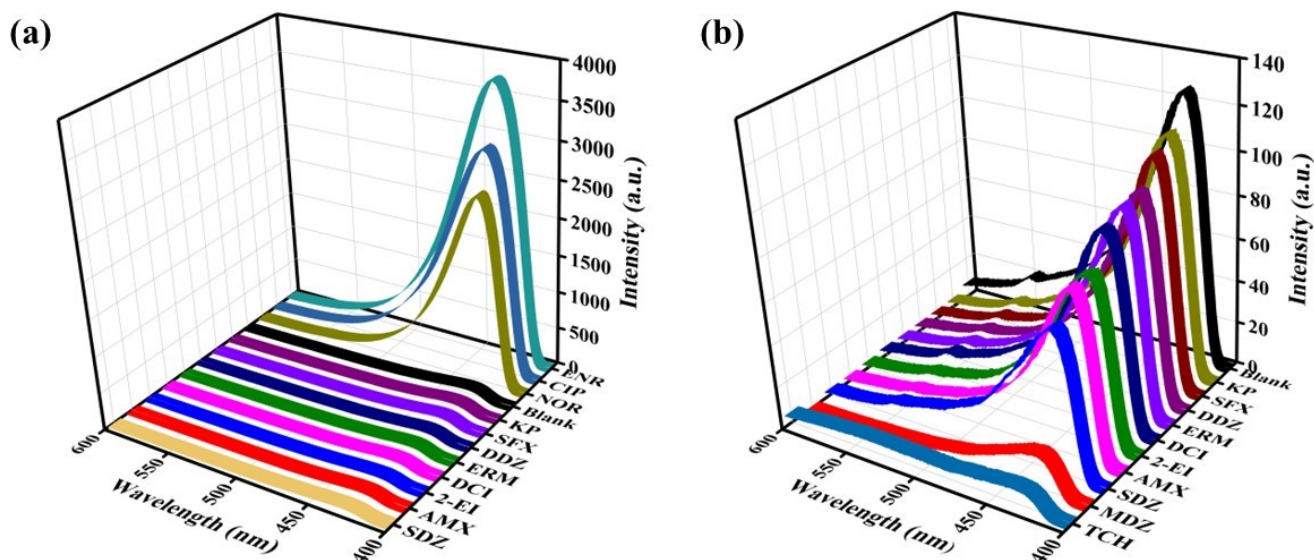 (a)
4000
3500
3000
2500
2000
1500
1000
500
0
Intensity (a.u.)
ENR
CIP
NOR
Blank
KP
SFX
DDZ
ERM
DCI
2-EI
AMX
SDZ
600
550
500
450
400
Wavelength (nm)
(b)
140
120
100
80
60
40
20
0
Intensity (a.u.)
Blank
KP
SFX
DDZ
ERM
DCI
2-EI
AMX
SDZ
MDZ
TCH
600
550
500
450
400
Wavelength (nm)